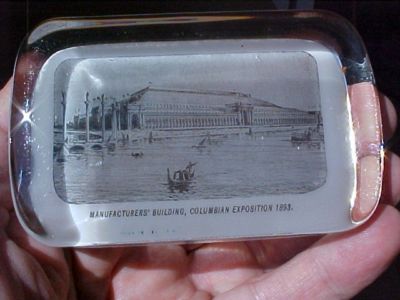 MANUFACTURERS' BUILDING, COLUMBIAN EXPOSITION 1893.